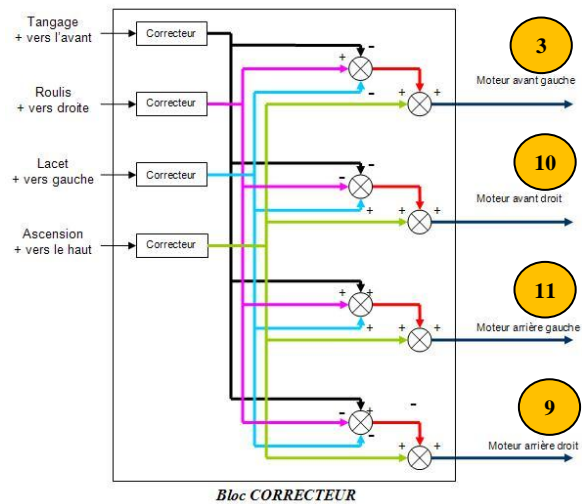 Tangage
+ vers l'avant
Correcteur
Roulis
+ vers droite
Correcteur
Lacet
+ vers gauche
Correcteur
Ascension
+ vers le haut
Correcteur
-
+
-
+
+
+
3
Moteur avant gauche
-
-
+
+
+
+
10
Moteur avant droit
+
+
+
+
+
+
11
Moteur arrière gauche
+
-
-
-
+
+
9
Moteur arrière droit
Bloc CORRECTEUR